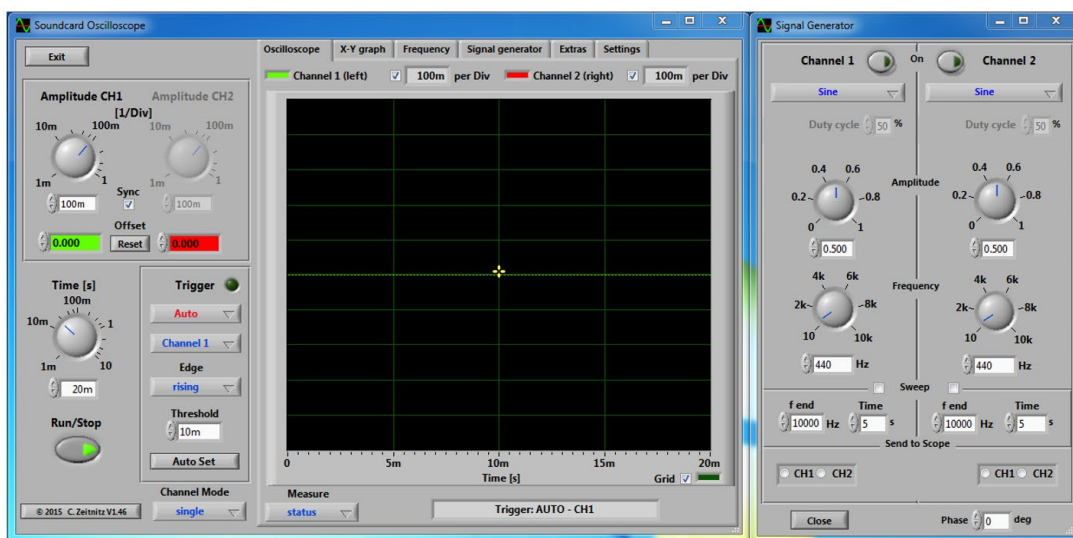 Soundcard Oscilloscope
Exit
Amplitude CH1 Amplitude CH2
[1/Div]
10m 100m 10m 100m
1m 1 1m 1
Sync
100m 100m
Offset
0.000 Reset 0.000
Time [s]
100m
10m 1
1m 10
20m
Run/Stop
© 2015 C. Zeitnitz V1.46
Trigger
Auto
Channel 1
Edge
rising
Threshold
10m
Auto Set
Channel Mode
single
Oscilloscope X-Y graph Frequency Signal generator Extras Settings
Channel 1 (left) 100m per Div Channel 2 (right) 100m per Div
0 5m 10m 15m 20m
Time [s] Grid
Measure
status Trigger: AUTO - CH1
Signal Generator
Channel 1 On Channel 2
Sine Sine
Duty cycle 50 % Duty cycle 50 %
0.4 0.6 0.4 0.6
Amplitude
0.2 0.8 0.2 0.8
0 1 0 1
0.500 0.500
4k 6k 4k 6k
Frequency
2k 8k 2k 8k
10 10k 10 10k
440 Hz 440 Hz
Sweep
f end Time f end Time
10000 Hz 5 s 10000 Hz 5 s
Send to Scope
CH1 CH2 CH1 CH2
Close Phase 0 deg